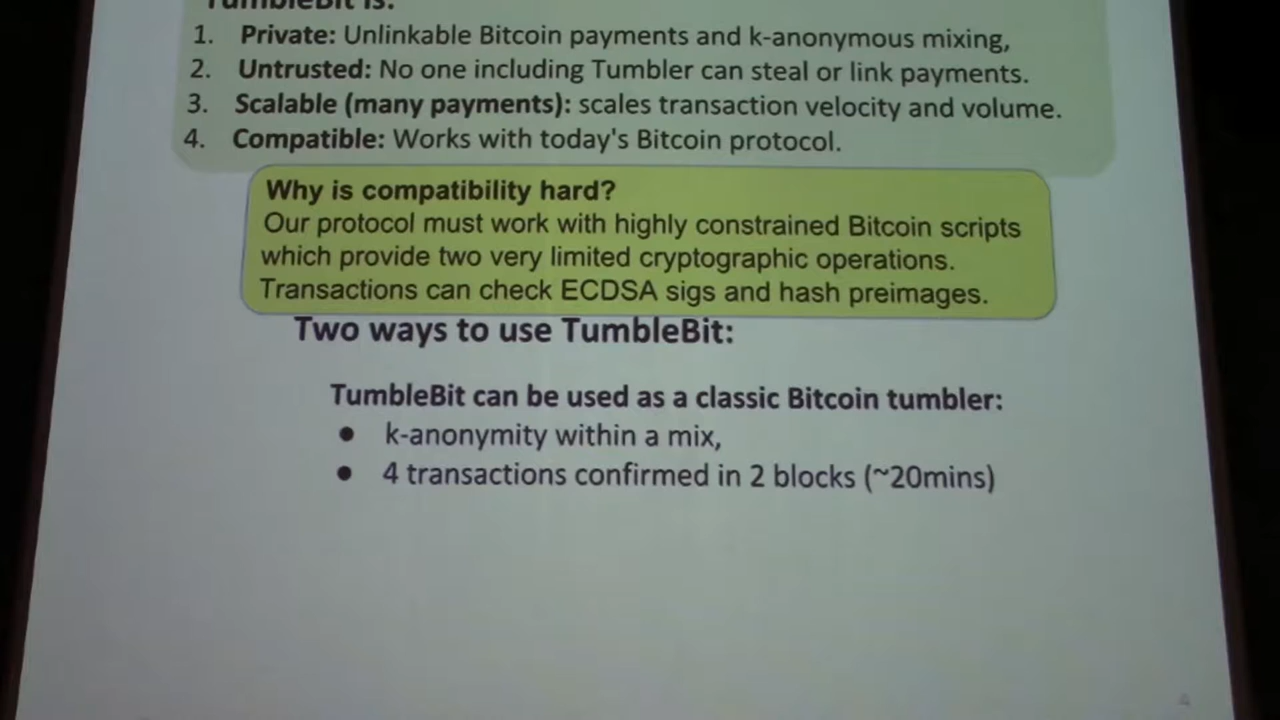 TumbleBit is:
1. Private: Unlinkable Bitcoin payments and k-anonymous mixing,
2. Untrusted: No one including Tumbler can steal or link payments.
3. Scalable (many payments): scales transaction velocity and volume.
4. Compatible: Works with today's Bitcoin protocol.
Why is compatibility hard?
Our protocol must work with highly constrained Bitcoin scripts
which provide two very limited cryptographic operations.
Transactions can check ECDSA sigs and hash preimages.
Two ways to use TumbleBit:
TumbleBit can be used as a classic Bitcoin tumbler:
● k-anonymity within a mix,
● 4 transactions confirmed in 2 blocks (~20mins)
4